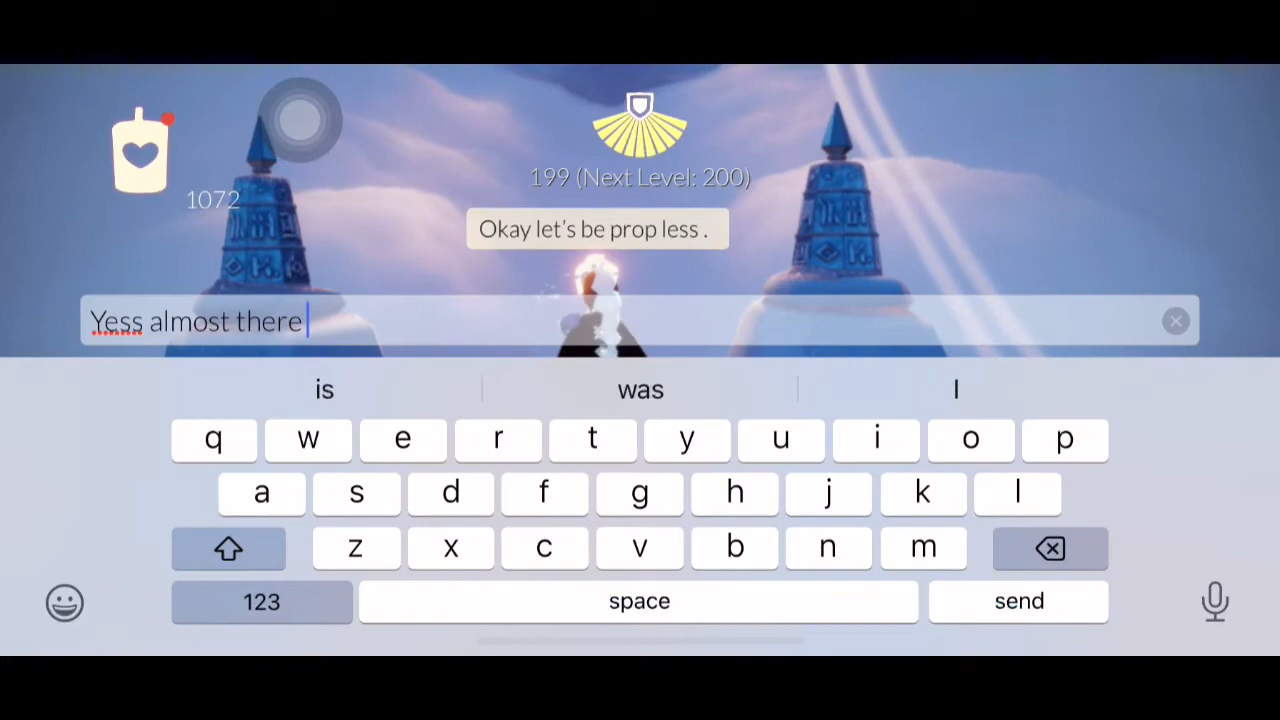 1072
199 (Next Level: 200)
Okay let's be prop less .
Yess almost there
is was I
q w e r t y u i o p
a s d f g h j k l
z x c v b n m
123 space send